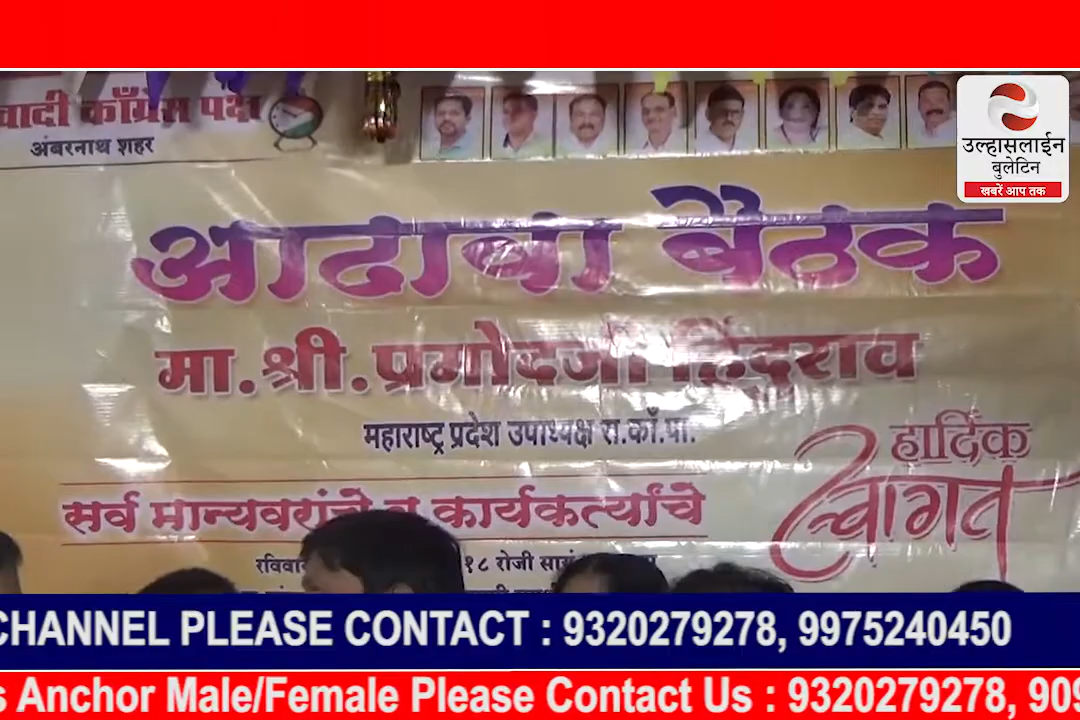 वादी काँग्रेस पक्ष
अंबरनाथ शहर
उल्हासलाईन
बुलेटिन
खबरें आप तक
आढावा बैठक
मा. श्री. प्रमोदजी हिंदुराव
महाराष्ट्र प्रदेश उपाध्यक्ष रा.काँ.पा.
हार्दिक
स्वागत
सर्व मान्यवरांचे व कार्यकर्त्यांचे
१८ रोजी
CHANNEL PLEASE CONTACT : 9320279278, 9975240450
s Anchor Male/Female Please Contact Us : 9320279278, 909